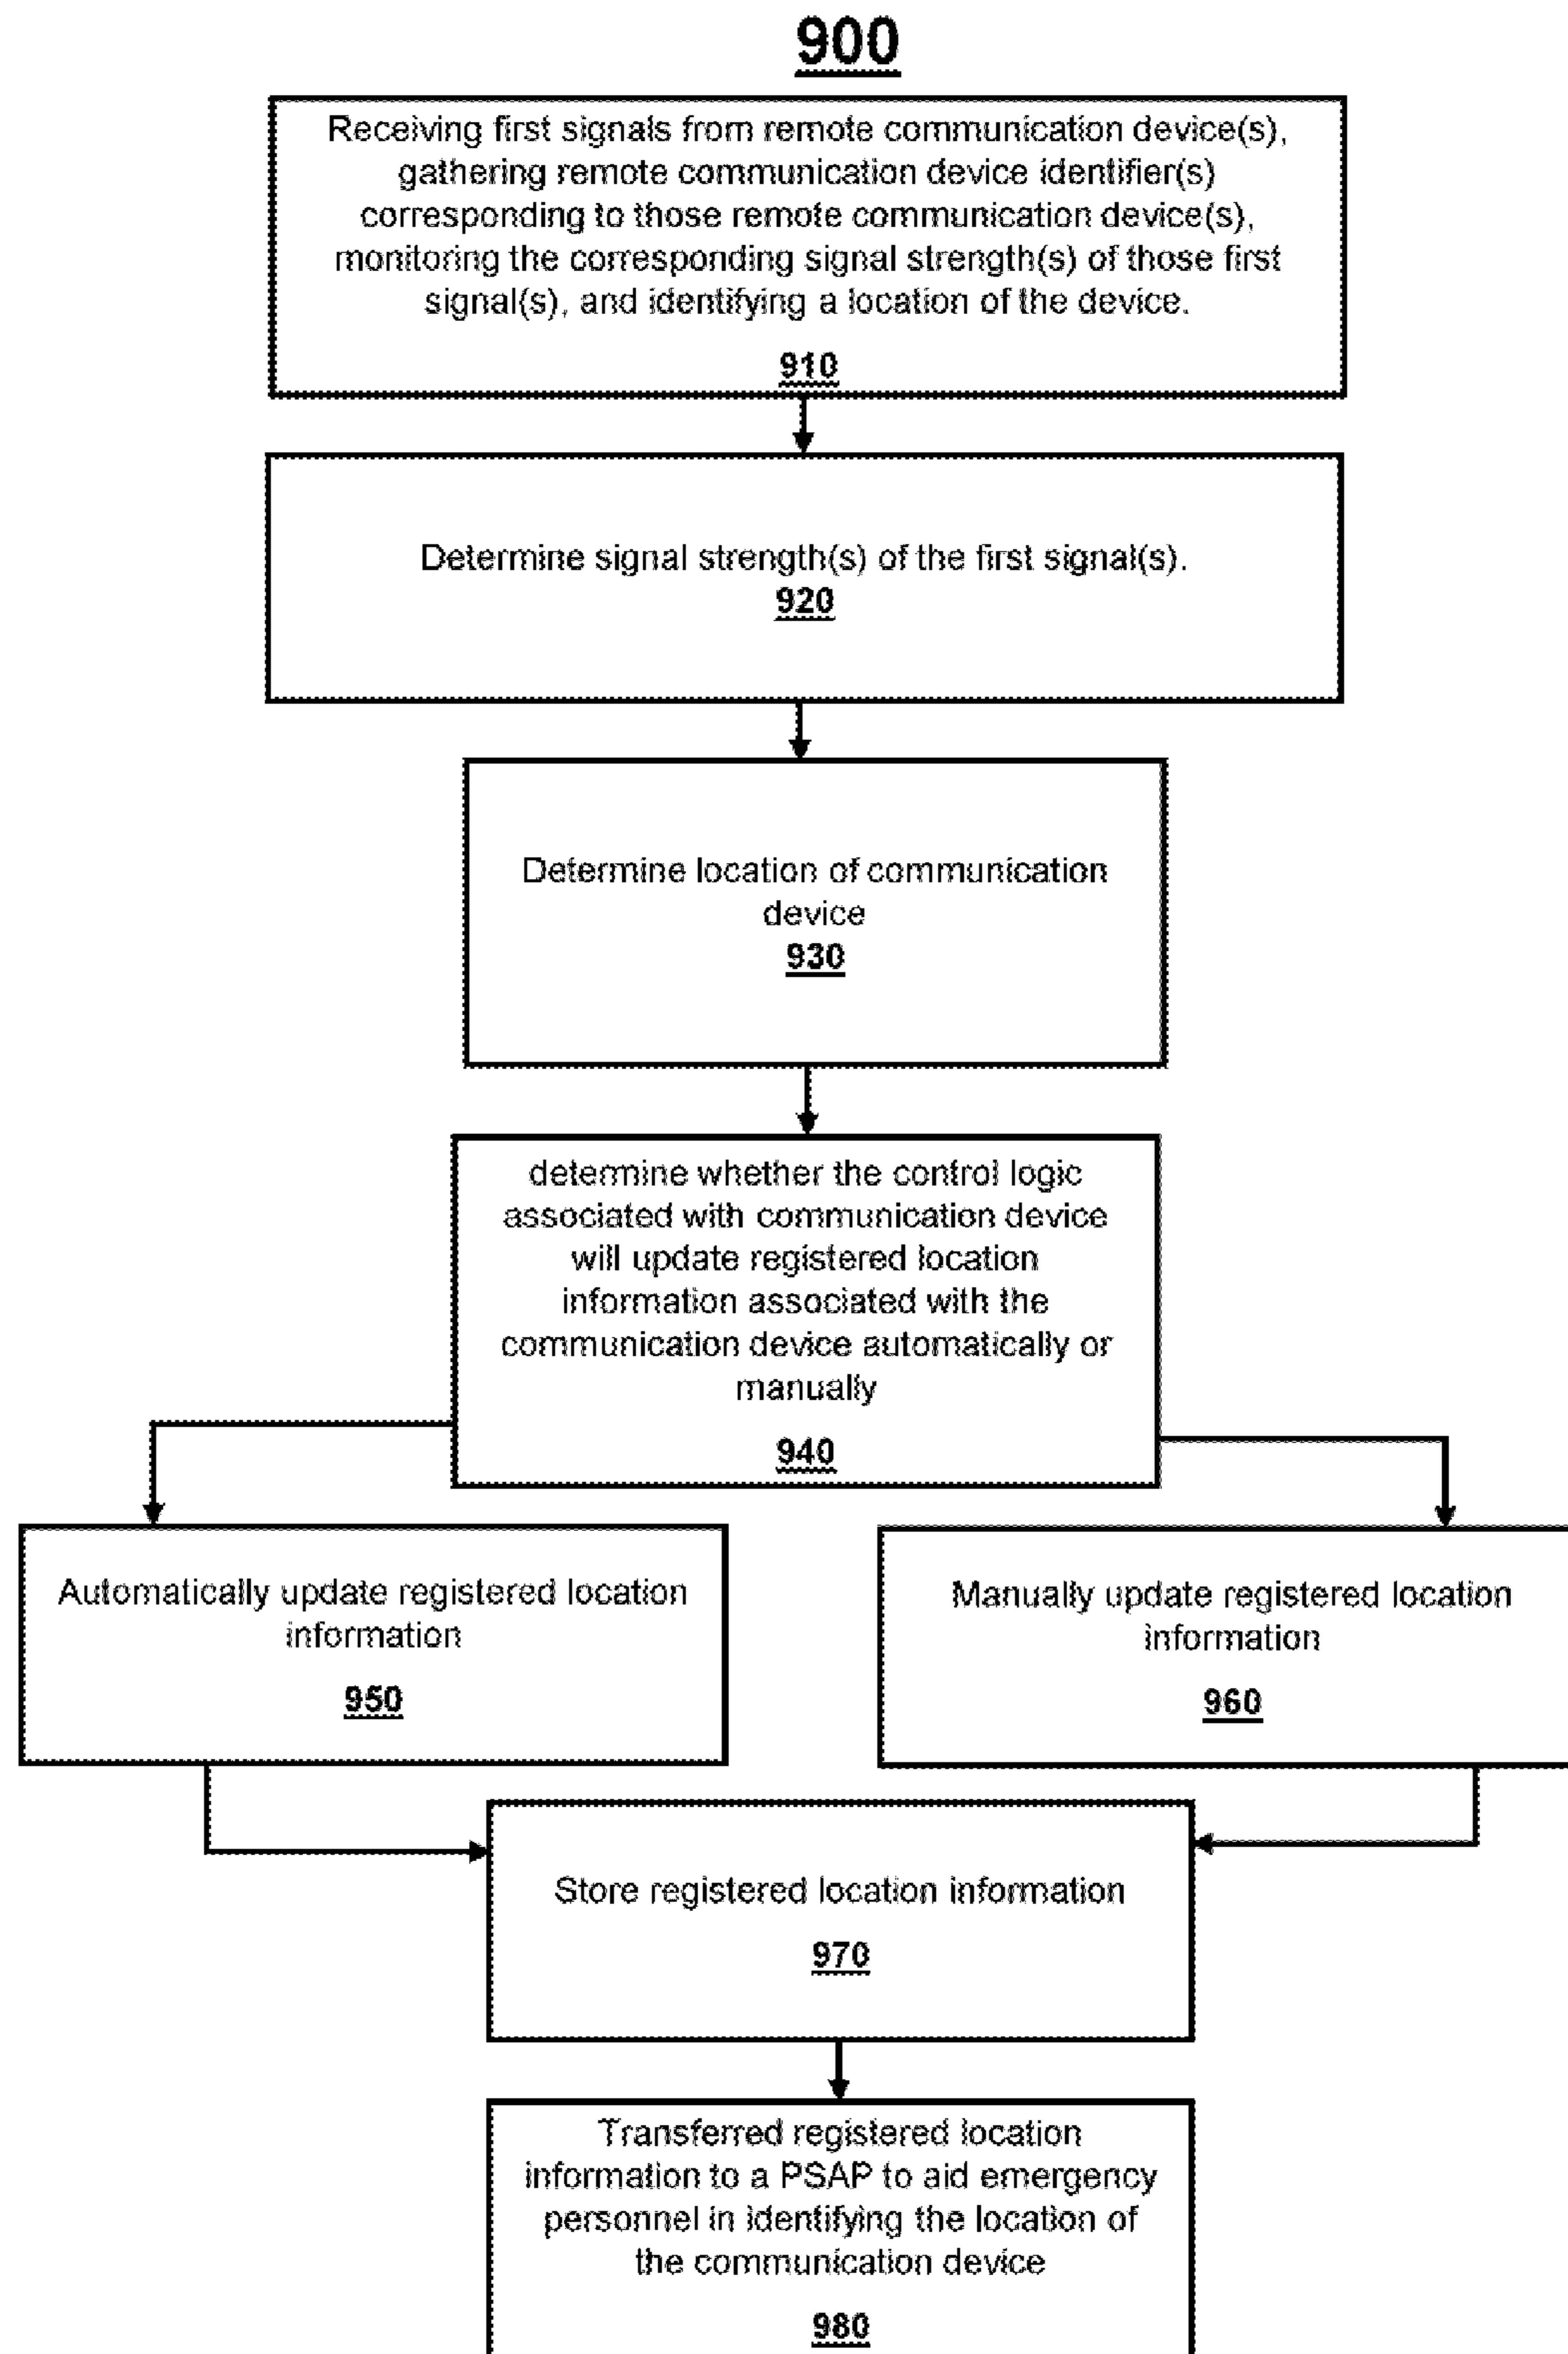 900
Receiving first signals from remote communication device(s),
gathering remote communication device identifier(s)
corresponding to those remote communication device(s),
monitoring the corresponding signal strength(s) of those first
signal(s), and identifying a location of the device.
910
Determine signal strength(s) of the first signal(s).
920
Determine location of communication
device
930
determine whether the control logic
associated with communication device
will update registered location
information associated with the
communication device automatically or
manually
940
Automatically update registered location
information
950
Manually update registered location
information
960
Store registered location information
970
Transferred registered location
information to a PSAP to aid emergency
personnel in identifying the location of
the communication device
980